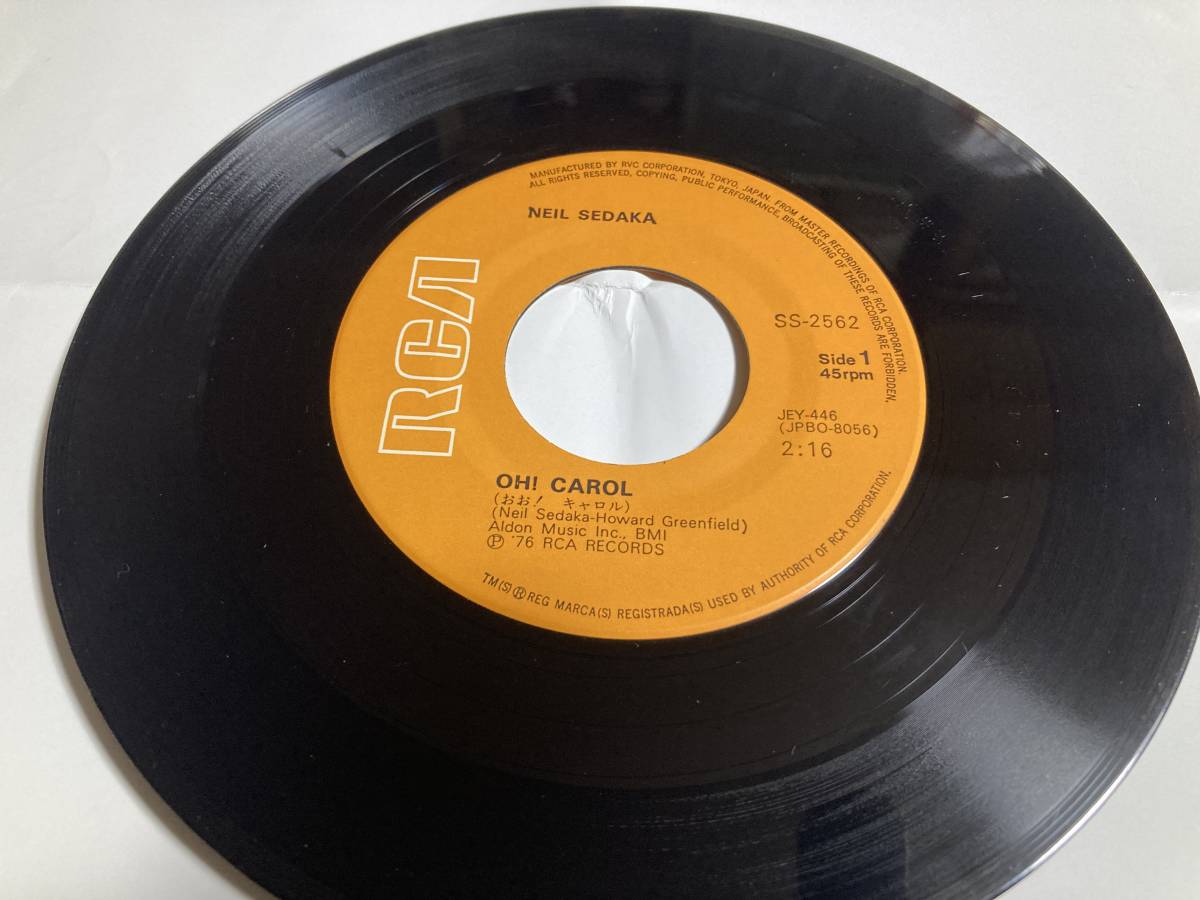 MANUFACTURED BY RVC CORPORATION, TOKYO, JAPAN. FROM MASTER RECORDINGS OF RCA CORPORATION.
ALL RIGHTS RESERVED, COPYING, PUBLIC PERFORMANCE, BROADCASTING OF THESE RECORDS ARE FORBIDDEN.
NEIL SEDAKA
RCA
SS-2562
Side 1
45rpm
JEY-446
(JPBO-8056)
2:16
OH! CAROL
(おお! キャロル)
(Neil Sedaka-Howard Greenfield)
Aldon Music Inc., BMI
Ⓟ '76 RCA RECORDS
TM(S) ® REG MARCA(S) REGISTRADA(S) USED BY AUTHORITY OF RCA CORPORATION.